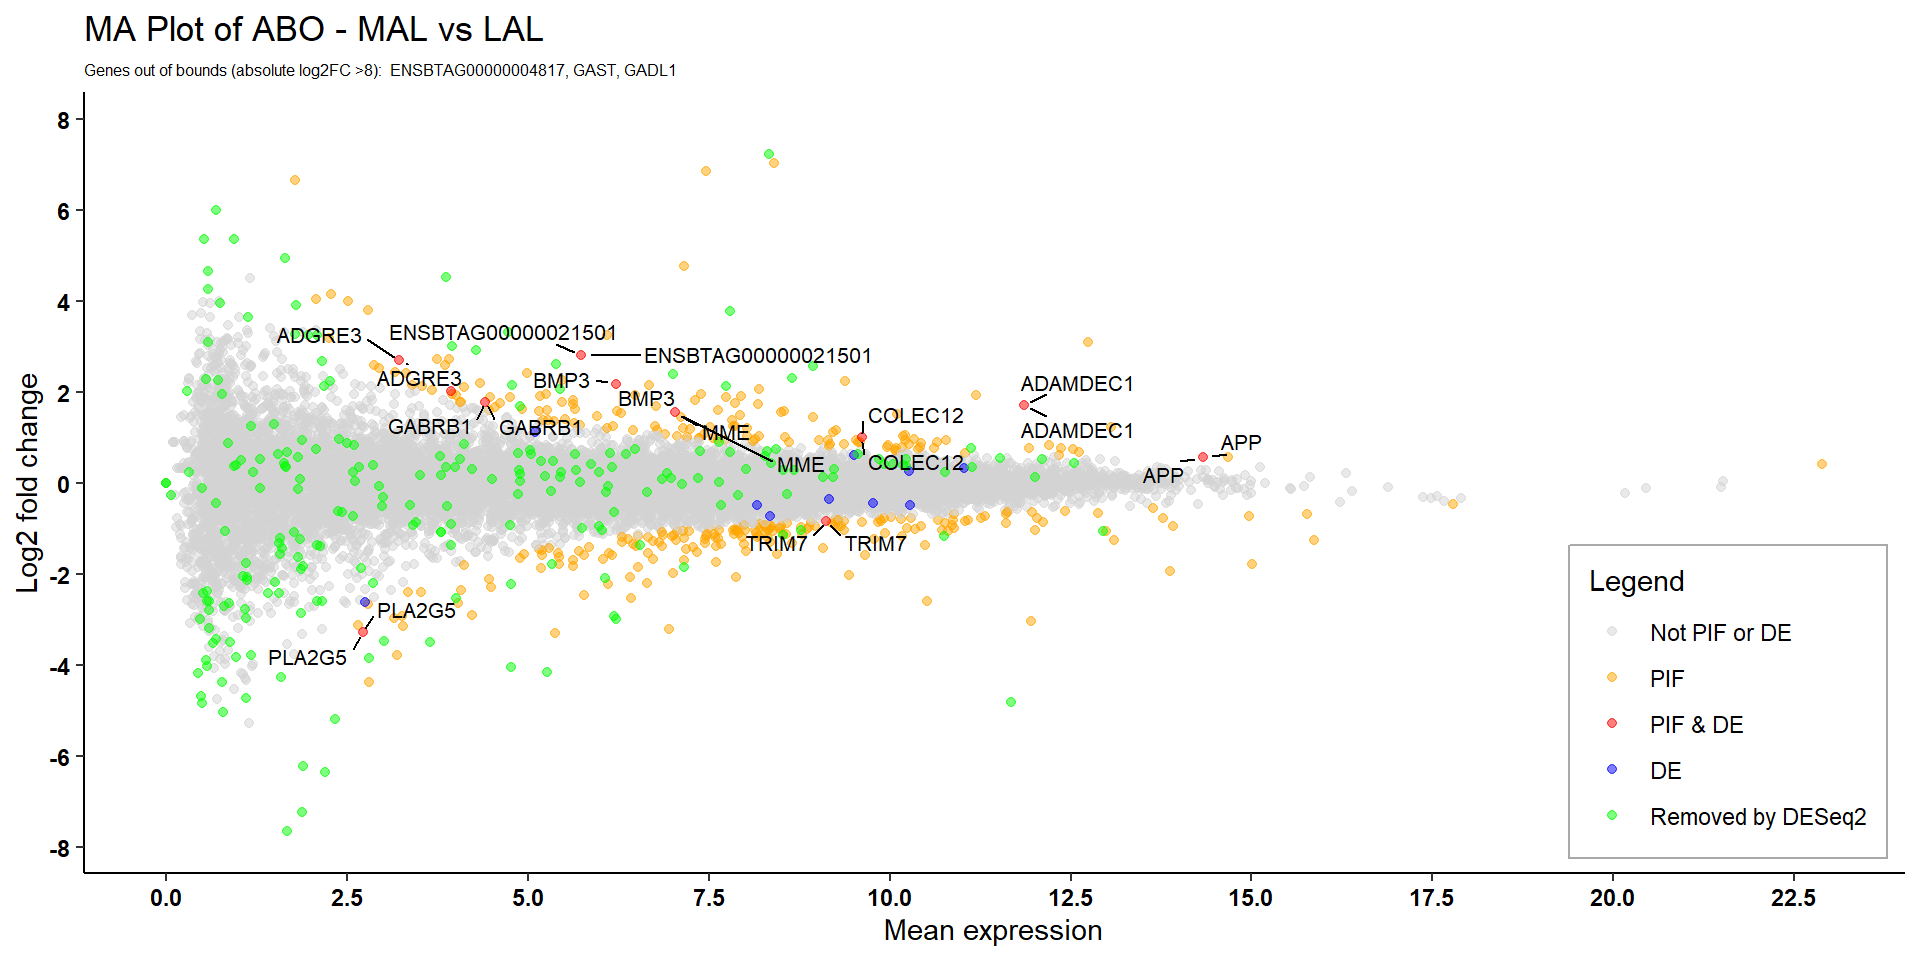 MA Plot of ABO - MAL vs LAL
Genes out of bounds (absolute log2FC >8):  ENSBTAG00000004817, GAST, GADL1
Log2 fold change
8
6
4
2
0
-2
-4
-6
-8
ADGRE3
ENSBTAG00000021501
ENSBTAG00000021501
ADGRE3
BMP3
BMP3
GABRB1
GABRB1
MME
MME
COLEC12
COLEC12
ADAMDEC1
ADAMDEC1
APP
APP
TRIM7
TRIM7
PLA2G5
PLA2G5
Legend
Not PIF or DE
PIF
PIF & DE
DE
Removed by DESeq2
0.0
2.5
5.0
7.5
10.0
12.5
15.0
17.5
20.0
22.5
Mean expression